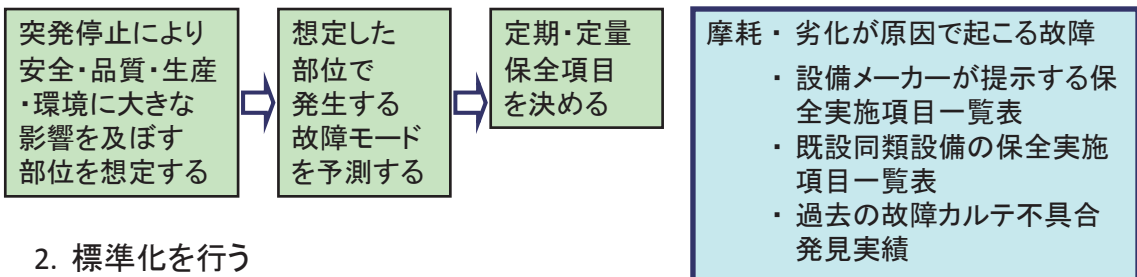 突発停止により
安全・品質・生産
・環境に大きな
影響を及ぼす
部位を想定する
想定した
部位で
発生する
故障モード
を予測する
定期・定量
保全項目
を決める
摩耗・ 劣化が原因で起こる故障
・ 設備メーカーが提示する保
全実施項目一覧表
・ 既設同類設備の保全実施
項目一覧表
・ 過去の故障カルテ不具合
発見実績
2. 標準化を行う